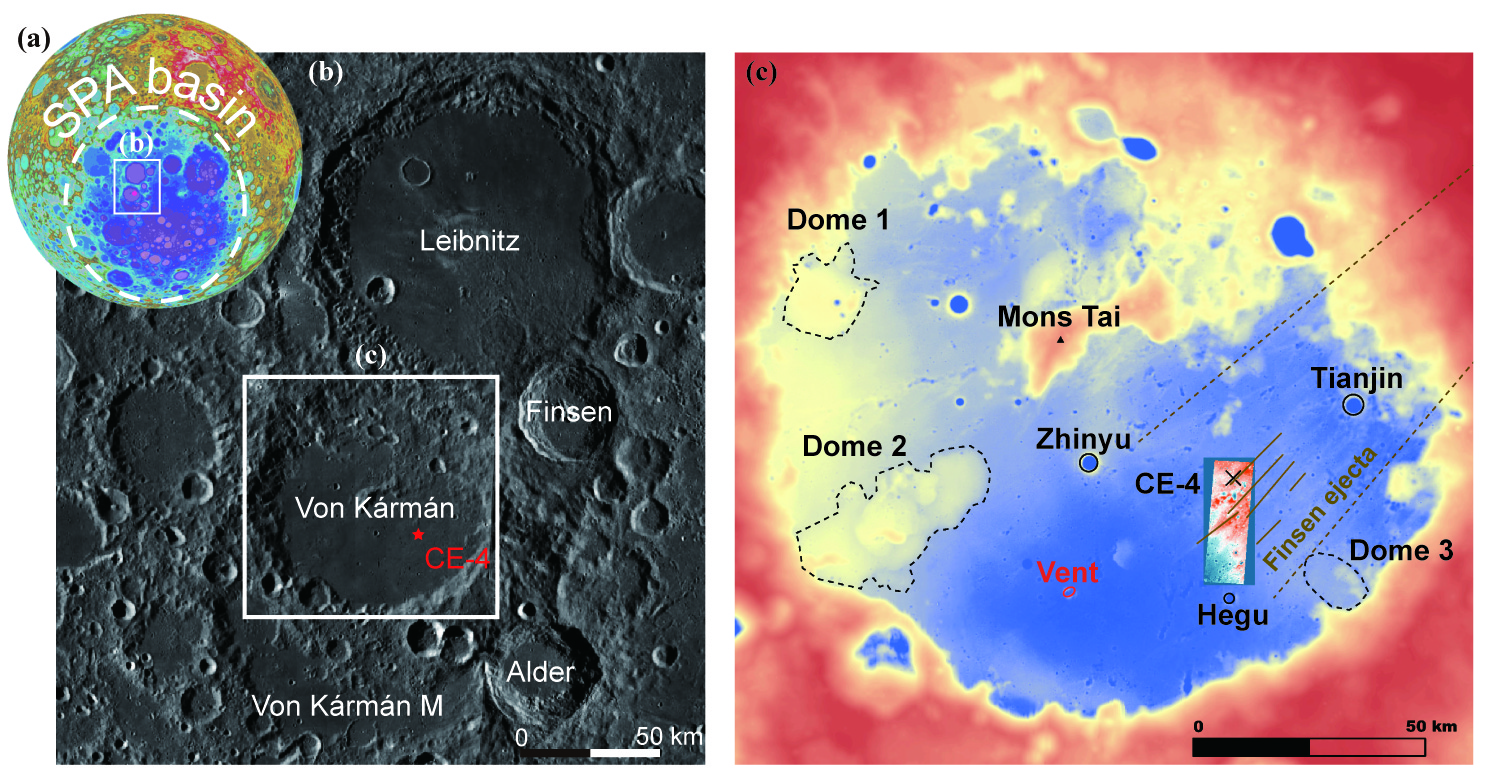 (a)
SPA basin
(b)
(b)
Leibnitz
(c)
Finsen
Von Kármán
CE-4
Alder
Von Kármán M
0 50 km
(c)
Dome 1
Mons Tai
Tianjin
Zhinyu
Dome 2
CE-4
Finsen ejecta
Dome 3
Vent
Hegu
0 50 km